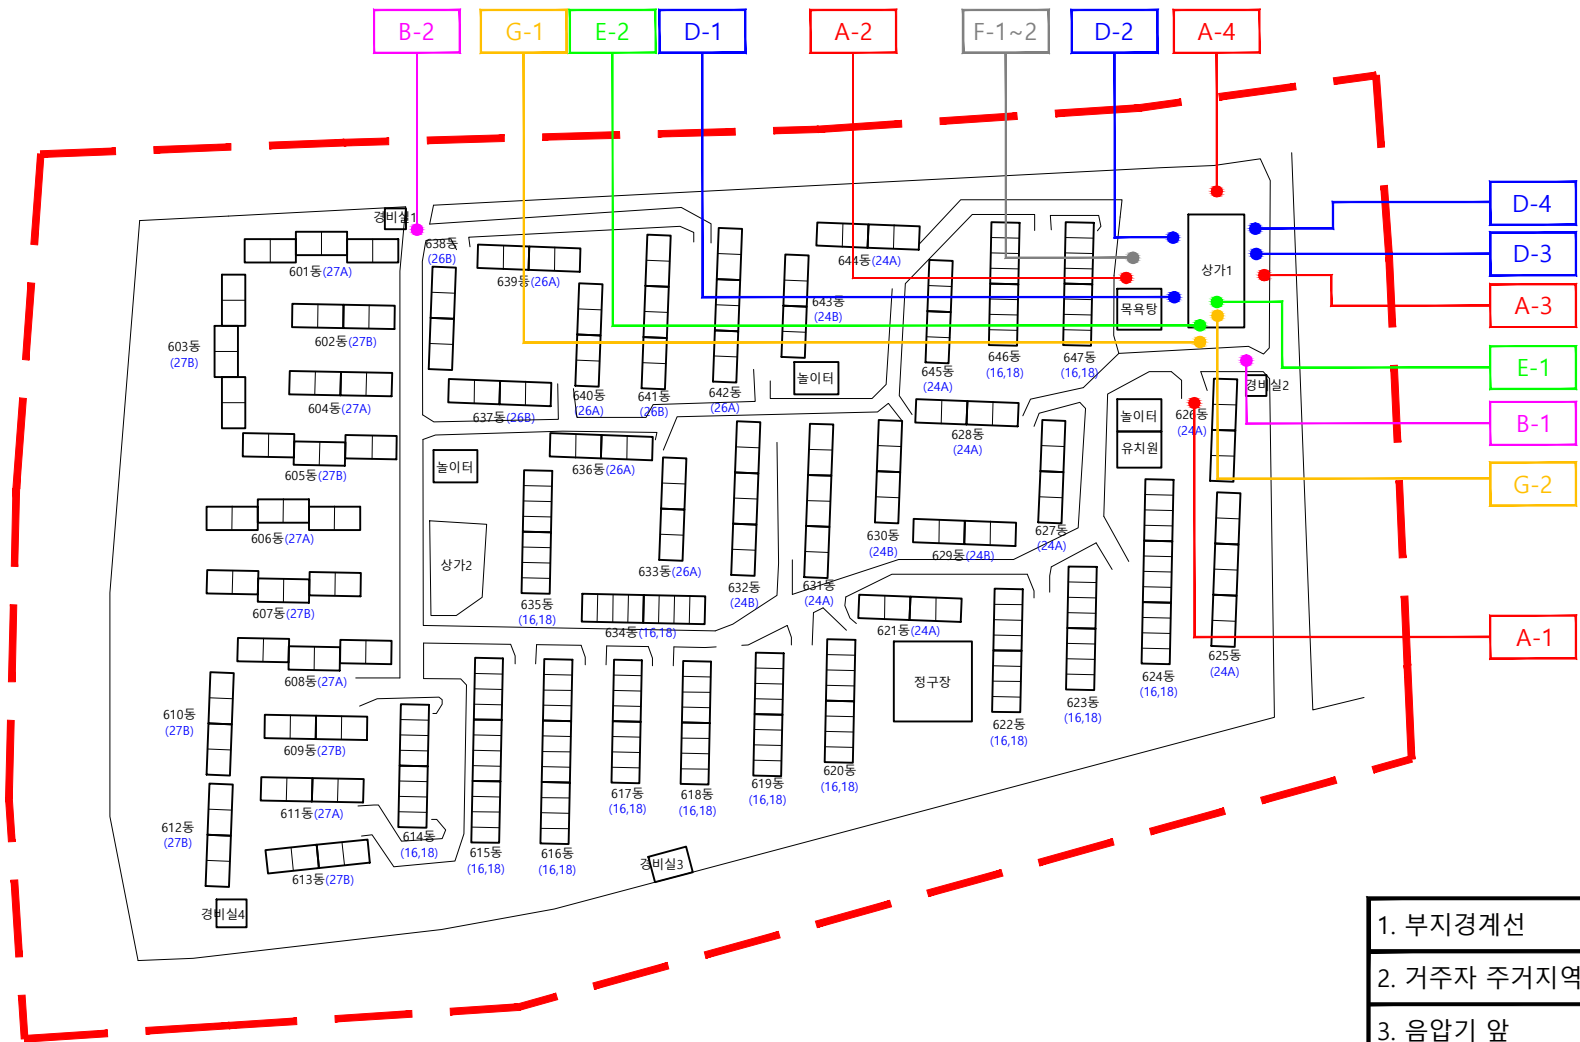 B-2
G-1
E-2
D-1
A-2
F-1~2
D-2
A-4
D-4
D-3
A-3
E-1
B-1
G-2
A-1
경비실1
601동(27A)
602동(27B)
603동
(27B)
604동(27A)
605동(27B)
606동(27A)
607동(27B)
608동(27A)
610동
(27B)
609동(27B)
611동(27A)
612동
(27B)
613동(27B)
경비실4
638동
(26B)
639동(26A)
637동(26B)
640동
(26A)
641동
(26B)
642동
(26A)
643동
(24B)
644동(24A)
놀이터
645동
(24A)
646동
(16,18)
647동
(16,18)
목욕탕
상가1
경비실2
놀이터
유치원
626동
(24A)
628동
(24A)
627동
(24A)
629동(24B)
630동
(24B)
631동
(24A)
632동
(24B)
633동(26A)
636동(26A)
놀이터
상가2
635동
(16,18)
634동(16,18)
621동(24A)
정구장
622동
(16,18)
623동
(16,18)
624동
(16,18)
625동
(24A)
614동
(16,18)
615동
(16,18)
616동
(16,18)
617동
(16,18)
618동
(16,18)
619동
(16,18)
620동
(16,18)
경비실3
1. 부지경계선
2. 거주자 주거지역
3. 음압기 앞